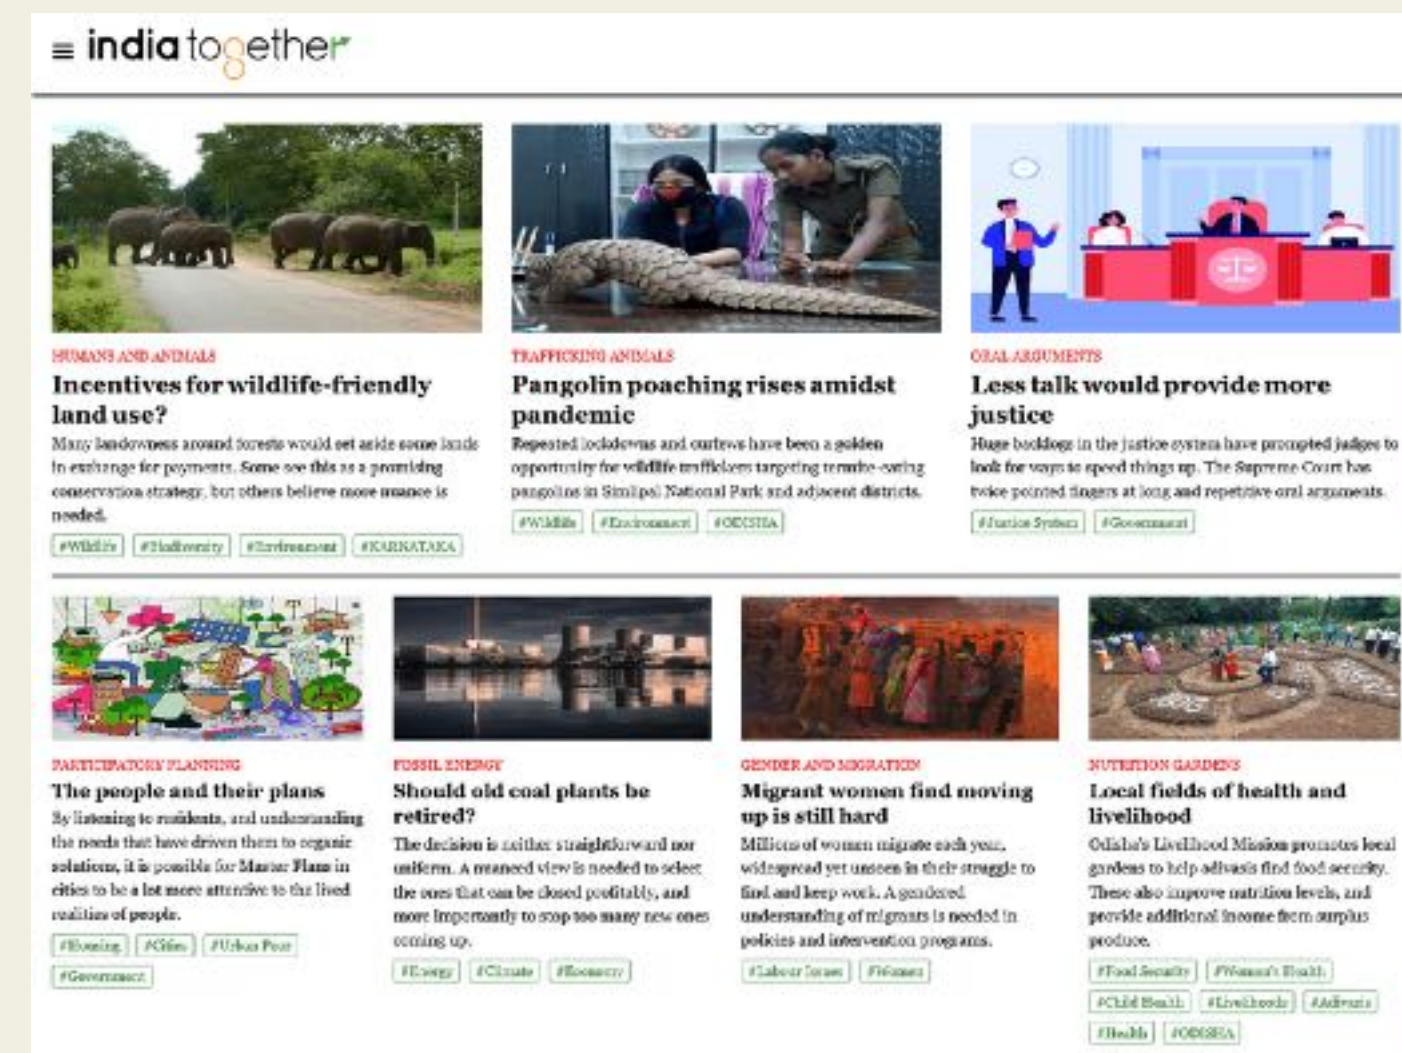 india together
HUMANS AND ANIMALS
Incentives for wildlife-friendly
land use?
Many landowners around forests would set aside some lands
in exchange for payments. Some see this as a promising
conservation strategy, but others believe more nuance is
needed.
#Wildlife #Biodiversity #Environment #KARNATAKA
TRAFFICKING ANIMALS
Pangolin poaching rises amidst
pandemic
Repeated lockdowns and curfews have been a golden
opportunity for wildlife traffickers targeting termite-eating
pangolins in Simlipal National Park and adjacent districts.
#Wildlife #Environment #ODISHA
ORAL ARGUMENTS
Less talk would provide more
justice
Huge backlogs in the justice system have prompted judges to
look for ways to speed things up. The Supreme Court has
twice pointed fingers at long and repetitive oral arguments.
#Justice System #Government
PARTICIPATORY PLANNING
The people and their plans
By listening to residents, and understanding
the needs that have driven them to organic
solutions, it is possible for Master Plans in
cities to be a lot more attentive to the lived
realities of people.
#Housing #Cities #Urban Poor
#Government
FOSSIL ENERGY
Should old coal plants be
retired?
The decision is neither straightforward nor
uniform. A nuanced view is needed to select
the ones that can be closed profitably, and
more importantly to stop too many new ones
coming up.
#Energy #Climate #Economy
GENDER AND MIGRATION
Migrant women find moving
up is still hard
Millions of women migrate each year,
widespread yet unseen in their struggle to
find and keep work. A gendered
understanding of migrants is needed in
policies and intervention programs.
#Labour Issues #Women
NUTRITION GARDENS
Local fields of health and
livelihood
Odisha's Livelihood Mission promotes local
gardens to help adivasis find food security.
These also improve nutrition levels, and
provide additional income from surplus
produce.
#Food Security #Women's Health
#Child Health #Livelihoods #Adivasis
#Health #ODISHA